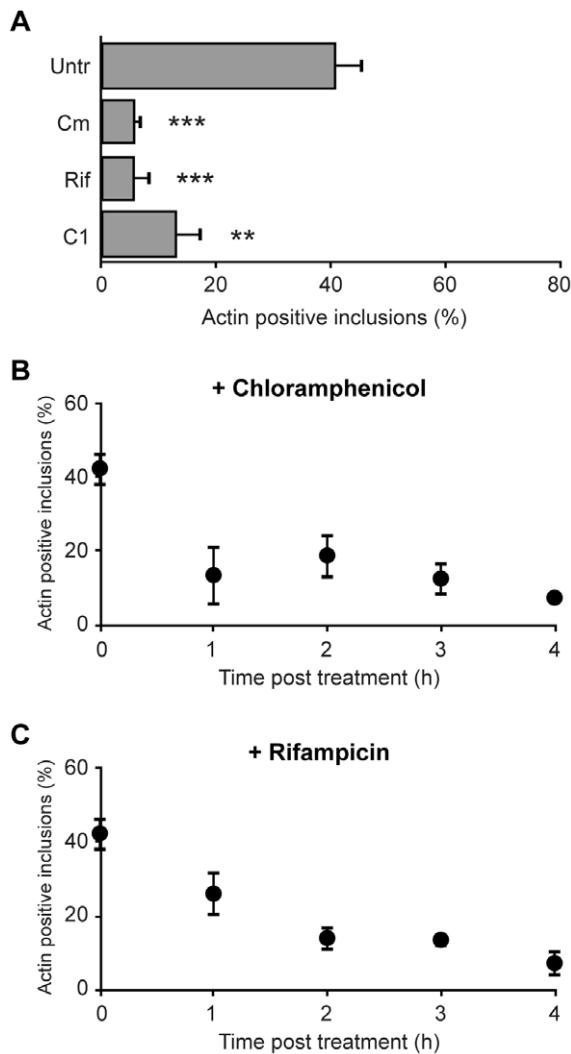 A
Untr
Cm ***
Rif ***
C1 **
0 20 40 60 80
Actin positive inclusions (%)
B
+ Chloramphenicol
Actin positive inclusions (%)
60
40
20
0
0 1 2 3 4
Time post treatment (h)
C
+ Rifampicin
Actin positive inclusions (%)
60
40
20
0
0 1 2 3 4
Time post treatment (h)